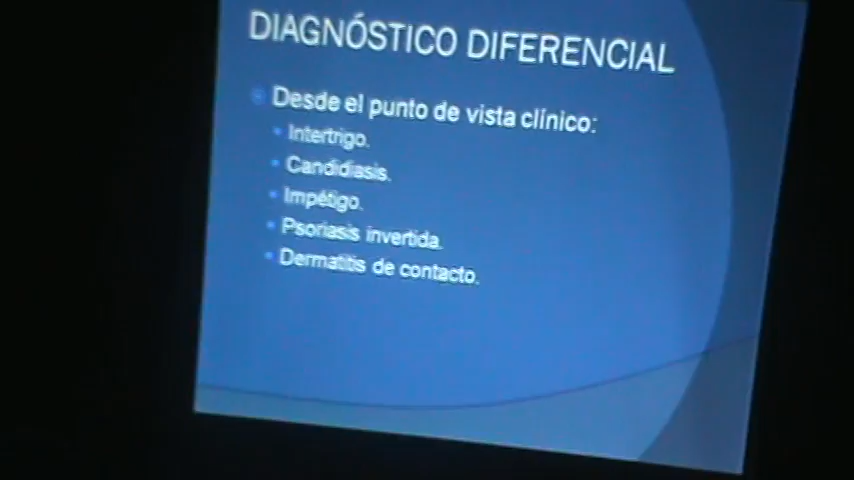 DIAGNÓSTICO DIFERENCIAL
Desde el punto de vista clínico:
Intertrigo.
Candidiasis.
Impétigo.
Psoriasis invertida.
Dermatitis de contacto.